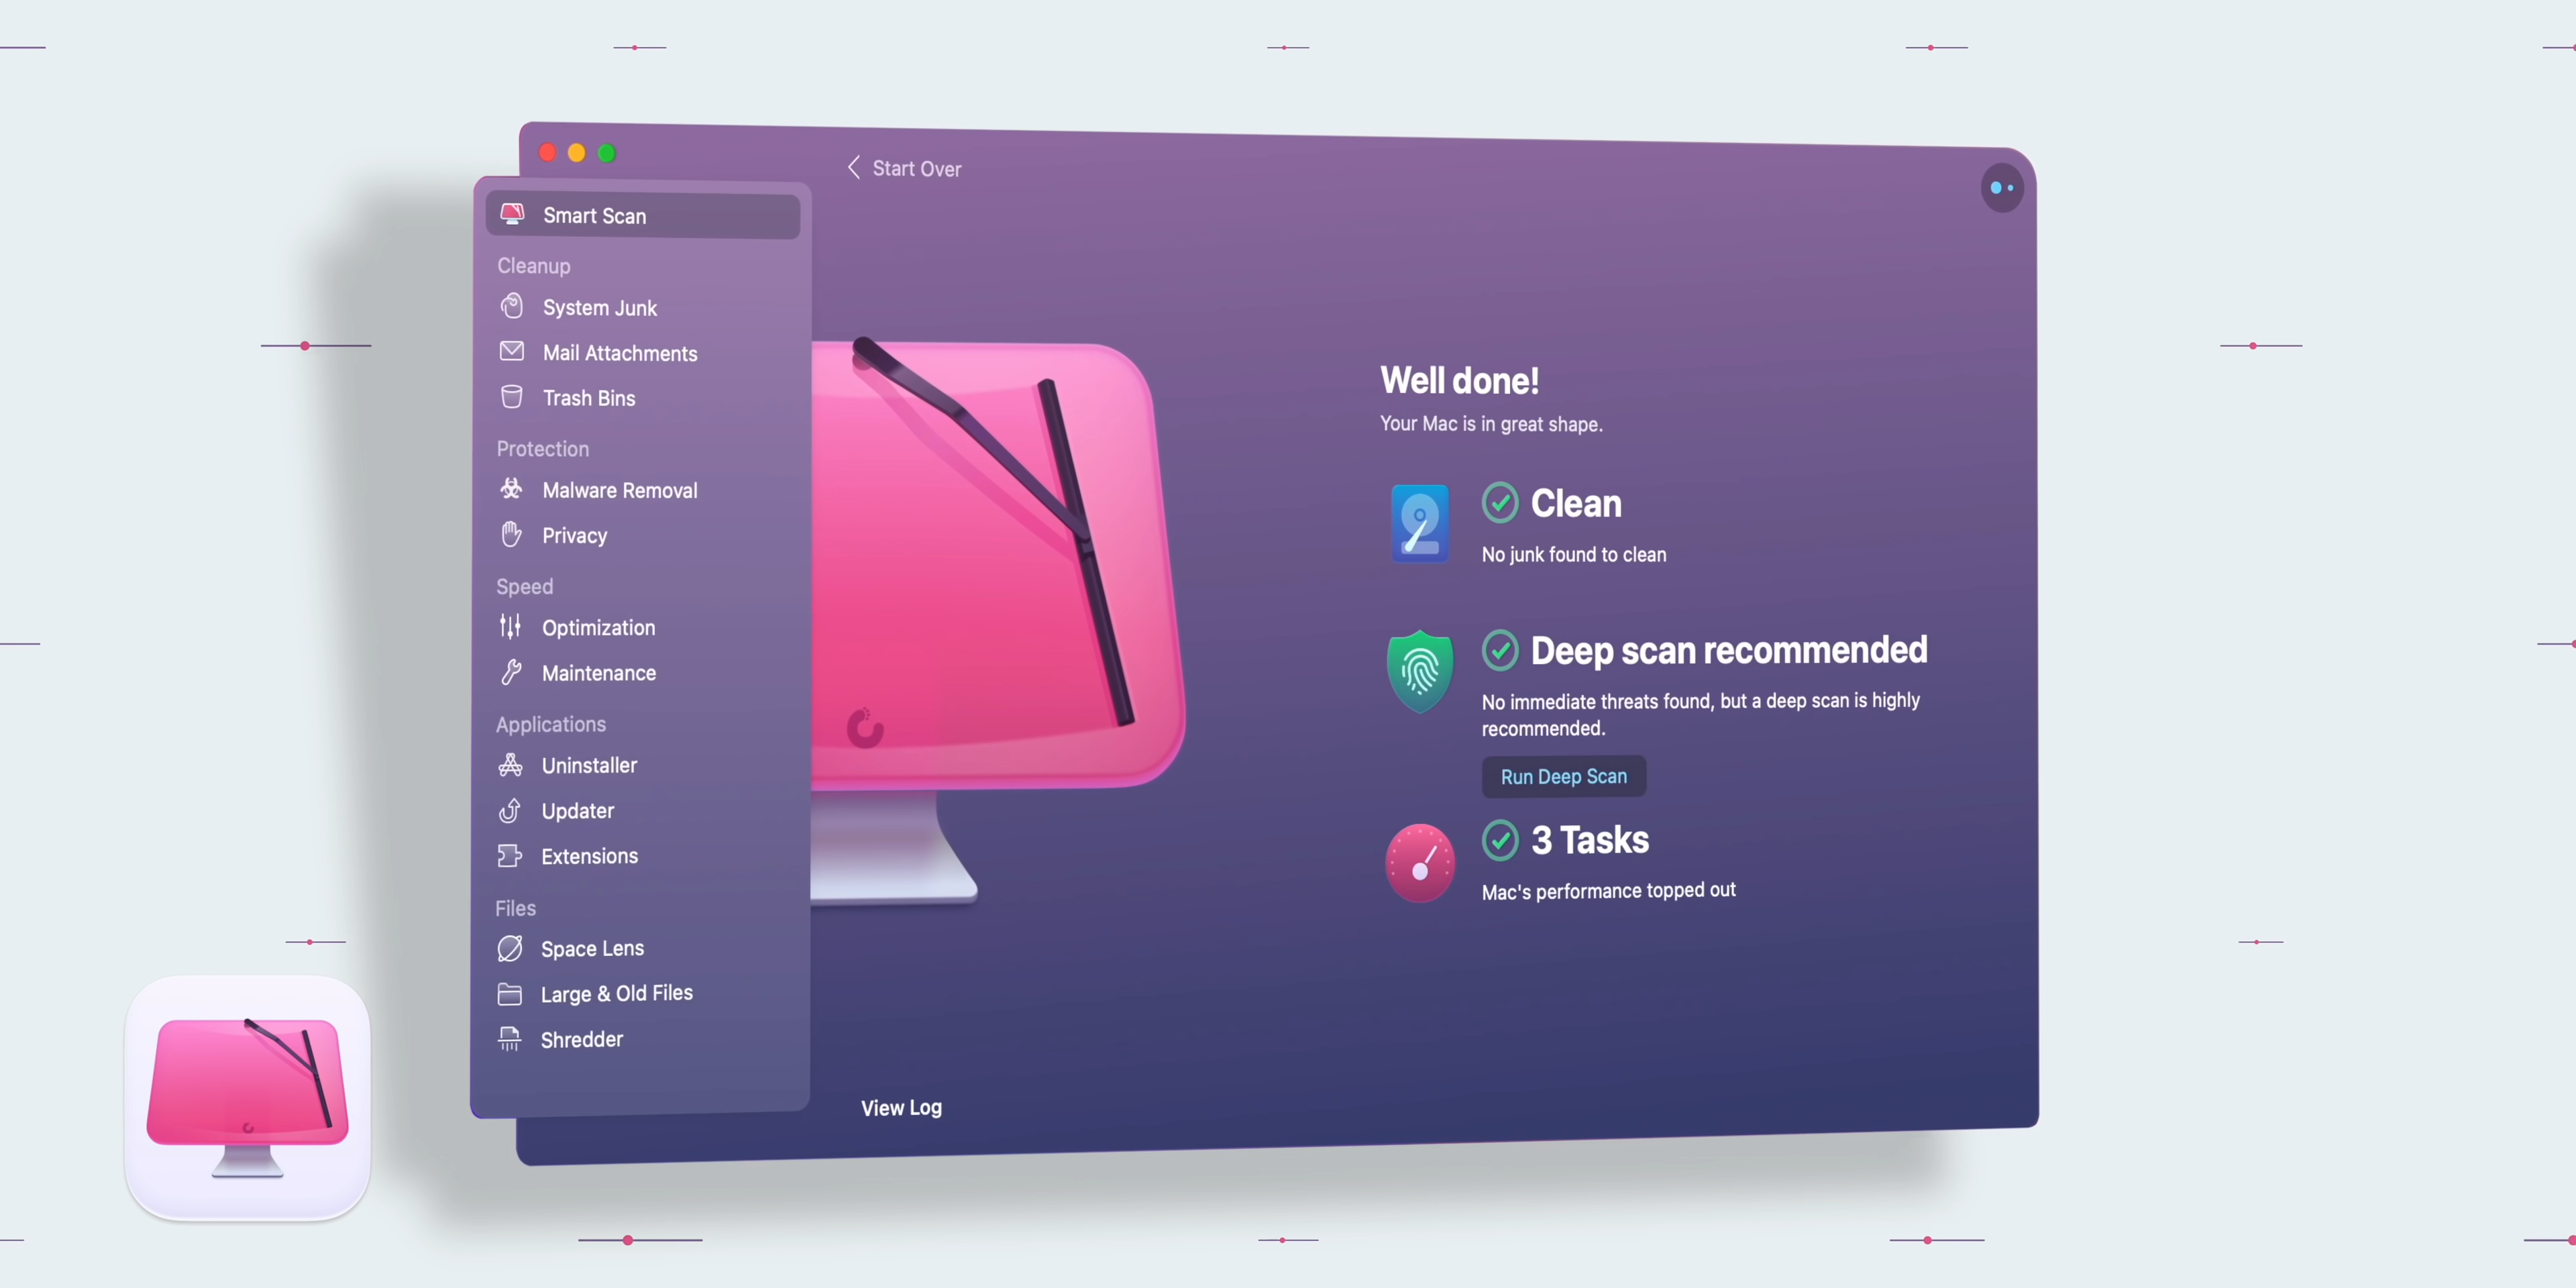 Start Over
Smart Scan
Cleanup
System Junk
Mail Attachments
Trash Bins
Protection
Malware Removal
Privacy
Speed
Optimization
Maintenance
Applications
Uninstaller
Updater
Extensions
Files
Space Lens
Large & Old Files
Shredder
Well done!
Your Mac is in great shape.
Clean
No junk found to clean
Deep scan recommended
No immediate threats found, but a deep scan is highly
recommended.
Run Deep Scan
3 Tasks
Mac's performance topped out
View Log